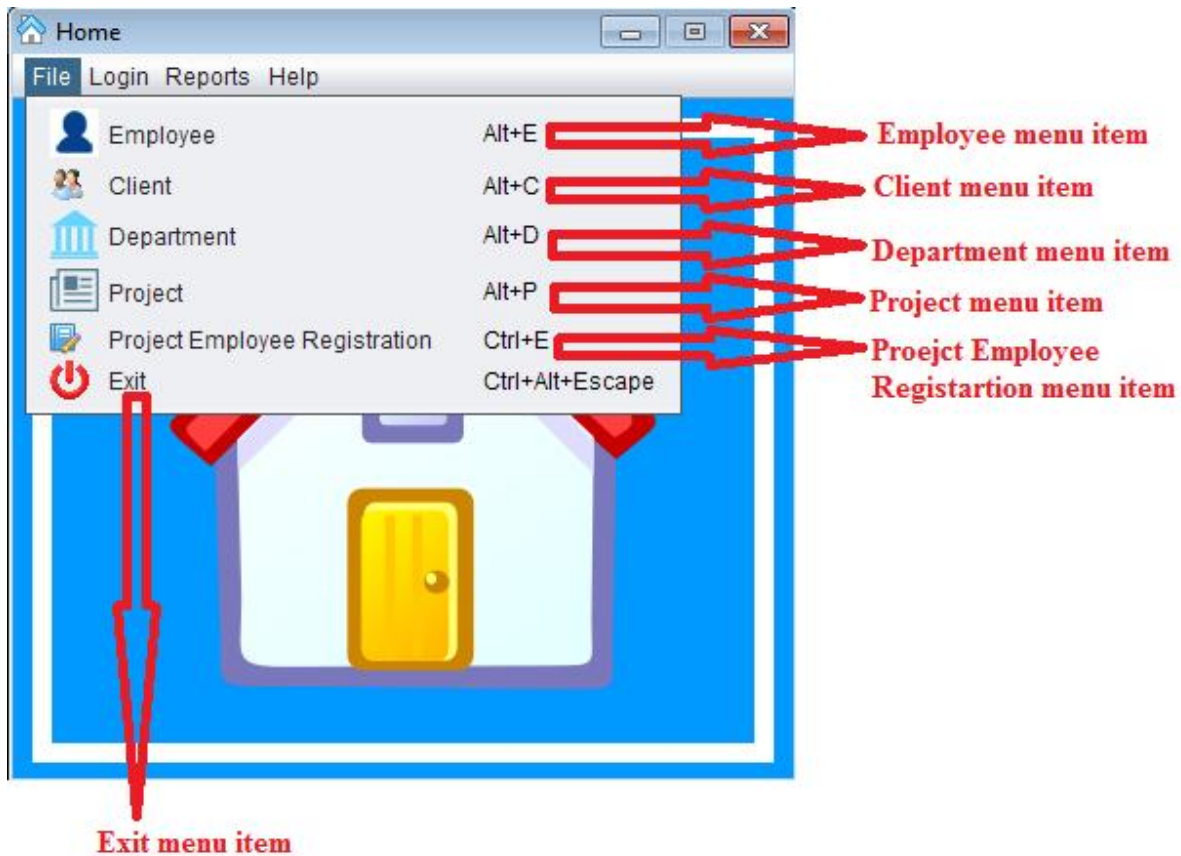 Home
File Login Reports Help
Employee Alt+E
Employee menu item
Client Alt+C
Client menu item
Department Alt+D
Department menu item
Project Alt+P
Project menu item
Project Employee Registration Ctrl+E
Proejct Employee
Registartion menu item
Exit Ctrl+Alt+Escape
Exit menu item